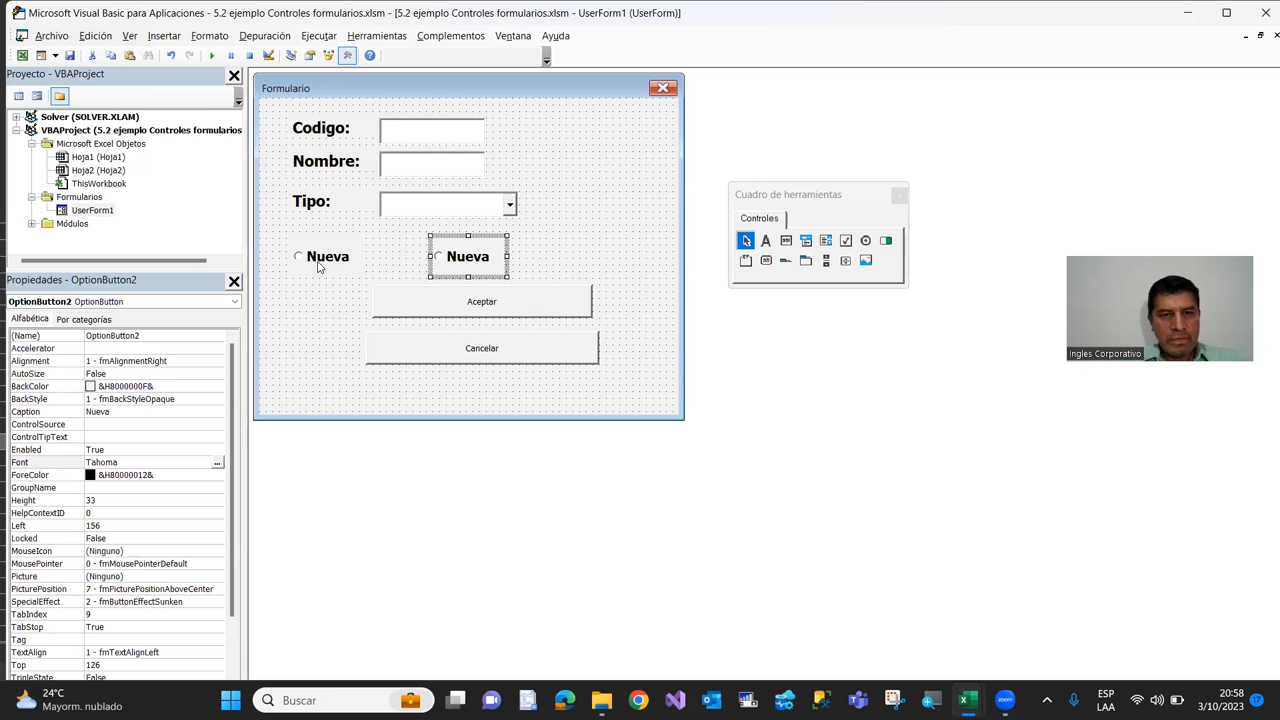 Microsoft Visual Basic para Aplicaciones - 5.2 ejemplo Controles formularios.xlsm - [5.2 ejemplo Controles formularios.xlsm - UserForm1 (UserForm)]
Archivo Edición Ver Insertar Formato Depuración Ejecutar Herramientas Complementos Ventana Ayuda
Proyecto - VBAProject
Solver (SOLVER.XLAM)
VBAProject (5.2 ejemplo Controles formularios
Microsoft Excel Objetos
Hoja1 (Hoja1)
Hoja2 (Hoja2)
ThisWorkbook
Formularios
UserForm1
Módulos
Propiedades - OptionButton2
OptionButton2 OptionButton
Alfabética Por categorías
(Name) OptionButton2
Accelerator
Alignment 1 - fmAlignmentRight
AutoSize False
BackColor &H8000000F&
BackStyle 1 - fmBackStyleOpaque
Caption Nueva
ControlSource
ControlTipText
Enabled True
Font Tahoma ...
ForeColor &H80000012&
GroupName
Height 33
HelpContextID 0
Left 156
Locked False
MouseIcon (Ninguno)
MousePointer 0 - fmMousePointerDefault
Picture (Ninguno)
PicturePosition 7 - fmPicturePositionAboveCenter
SpecialEffect 2 - fmButtonEffectSunken
TabIndex 9
TabStop True
Tag
TextAlign 1 - fmTextAlignLeft
Top 126
TripleState False
Formulario
Codigo:
Nombre:
Tipo:
Nueva Nueva
Aceptar
Cancelar
Cuadro de herramientas
Controles
Ingles Corporativo
24°C
Mayorm. nublado
Buscar
ESP
LAA
20:58
3/10/2023